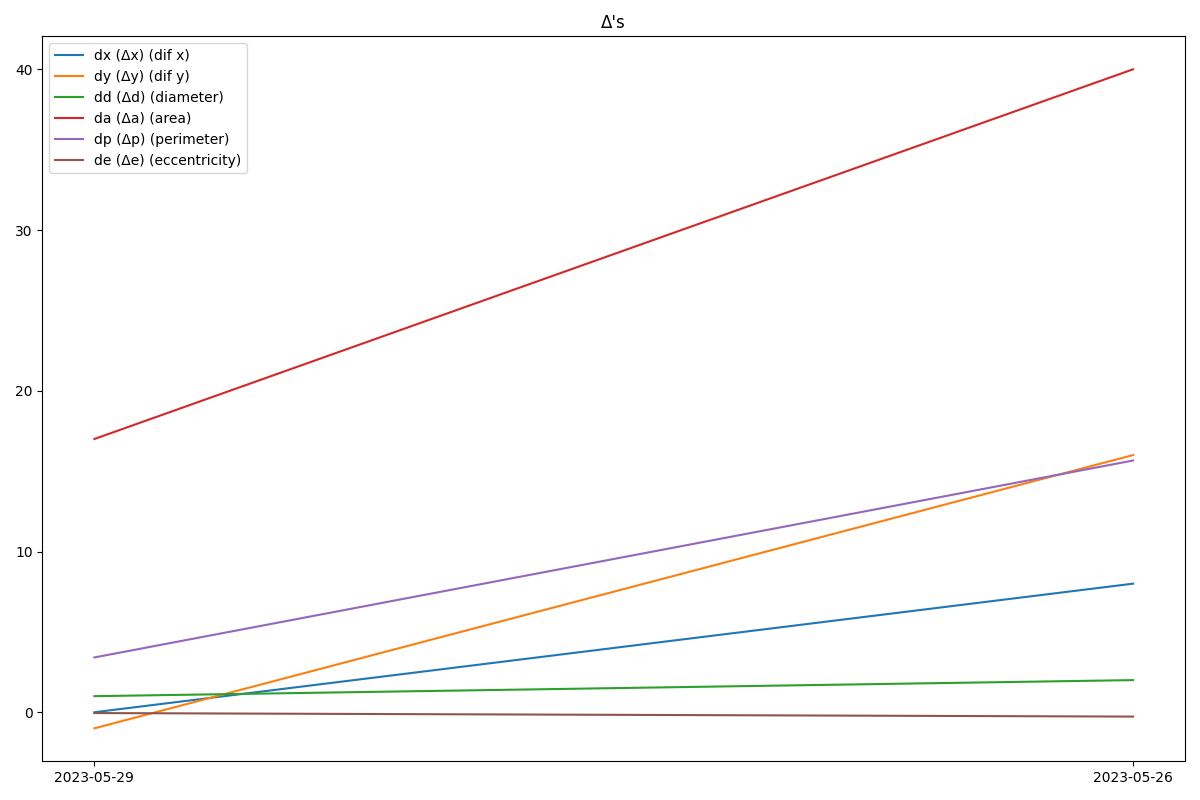 Δ's
dx (Δx) (dif x)
dy (Δy) (dif y)
dd (Δd) (diameter)
da (Δa) (area)
dp (Δp) (perimeter)
de (Δe) (eccentricity)
40
30
20
10
0
2023-05-29 2023-05-26